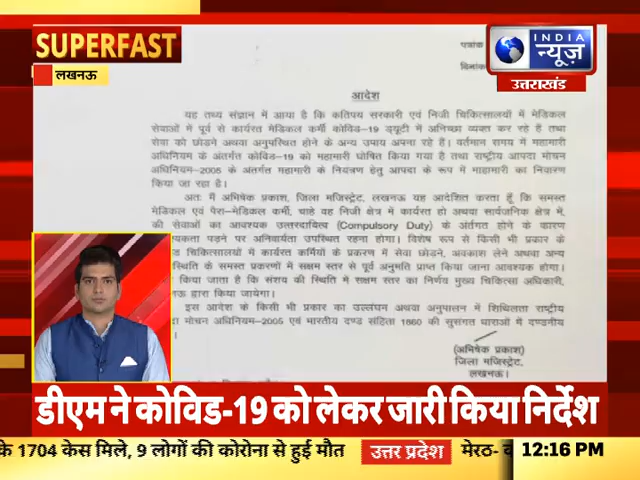 SUPERFAST
लखनऊ
INDIA
न्यूज़
उत्तराखंड
पत्रांक
दिनांक
आदेश
यह तथ्य संज्ञान में आया है कि कतिपय सरकारी एवं निजी चिकित्सालयों में मेडिकल
सेवाओं में पूर्व से कार्यरत मेडिकल कर्मी कोविड-19 ड्यूटी में अनिच्छा व्यक्त कर रहे हैं तथा
सेवा को छोडने अथवा अनुपस्थित होने के अन्य उपाय अपना रहे हैं। वर्तमान समय में महामारी
अधिनियम के अंतर्गत कोविड-19 को महामारी घोषित किया गया है तथा राष्ट्रीय आपदा मोचन
अधिनियम-2005 के अंतर्गत महामारी के नियंत्रण हेतु आपदा के रूप में माहामारी का निवारण
किया जा रहा है।
अतः मैं अभिषेक प्रकाश, जिला मजिस्ट्रेट, लखनऊ यह आदेशित करता हूँ कि समस्त
मेडिकल एवं पैरा-मेडिकल कर्मी, चाहे वह निजी क्षेत्र में कार्यरत हो अथवा सार्वजनिक क्षेत्र में,
की सेवाओं का आवश्यक उत्तरदायित्व (Compulsory Duty) के अंर्तगत होने के कारण
यकता पड़ने पर अनिवार्यता उपस्थित रहना होगा। विशेष रूप से किसी भी प्रकार के
ड चिकित्सालयों में कार्यरत कर्मियों के प्रकरण में सेवा छोड़ने, अवकाश लेने अथवा अन्य
स्थिति के समस्त प्रकरणों में सक्षम स्तर से पूर्व अनुमति प्राप्त किया जाना आवश्यक होगा।
किया जाता है कि संशय की स्थिति में सक्षम स्तर का निर्णय मुख्य चिकित्सा अधिकारी,
नऊ द्वारा किया जायेगा।
इस आदेश के किसी भी प्रकार का उल्लंघन अथवा अनुपालन में शिथिलता राष्ट्रीय
दा मोचन अधिनियम-2005 एवं भारतीय दण्ड संहिता 1860 की सुसंगत धाराओं में दण्डनीय
(अभिषेक प्रकाश)
जिला मजिस्ट्रेट,
लखनऊ।
डीएम ने कोविड-19 को लेकर जारी किया निर्देश
के 1704 केस मिले, 9 लोगों की कोरोना से हुई मौत उत्तर प्रदेश मेरठ- 12:16 PM